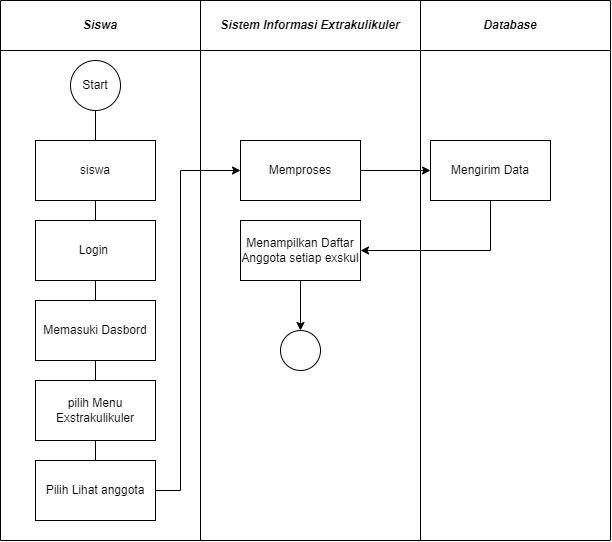 Siswa
Sistem Informasi Extrakulikuler
Database
Start
siswa
Login
Memasuki Dasbord
pilih Menu
Exstrakulikuler
Pilih Lihat anggota
Memproses
Mengirim Data
Menampilkan Daftar
Anggota setiap exskul